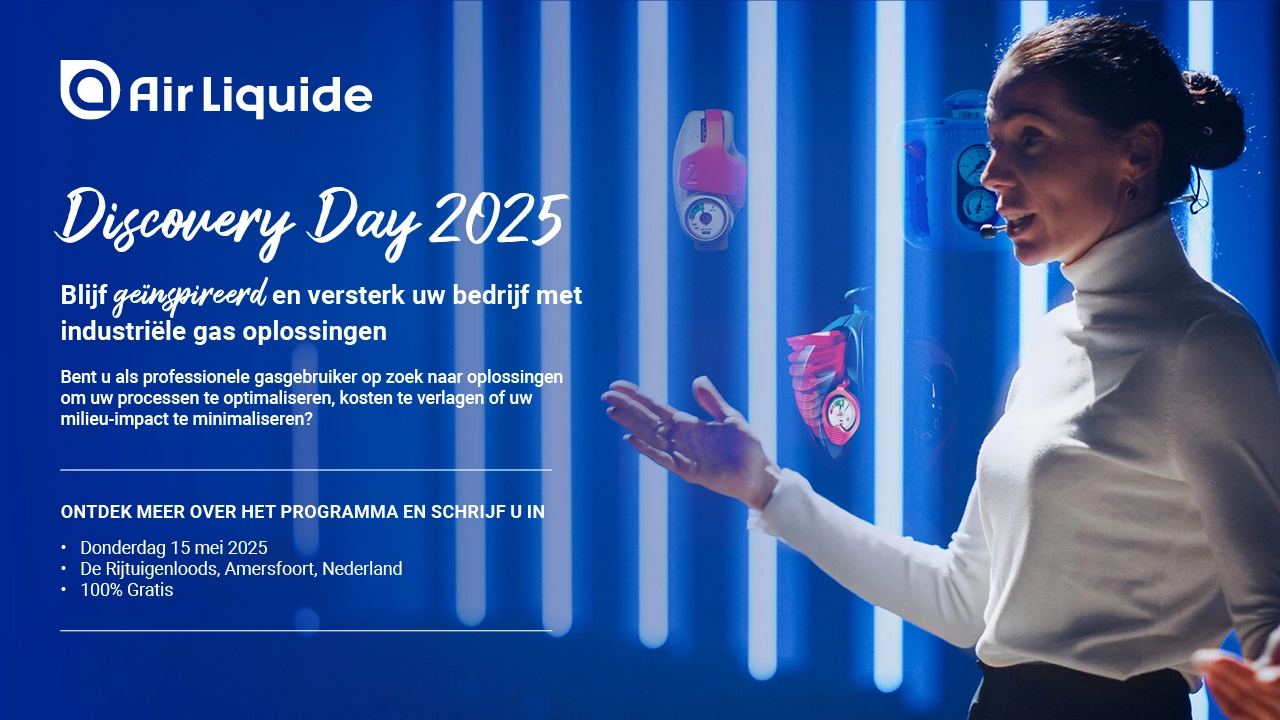 Air Liquide
Discovery Day 2025
Blijf geïnspireerd en versterk uw bedrijf met
industriële gas oplossingen
Bent u als professionele gasgebruiker op zoek naar oplossingen
om uw processen te optimaliseren, kosten te verlagen of uw
milieu-impact te minimaliseren?
ONTDEK MEER OVER HET PROGRAMMA EN SCHRIJF U IN
• Donderdag 15 mei 2025
• De Rijtuigenloods, Amersfoort, Nederland
• 100% Gratis